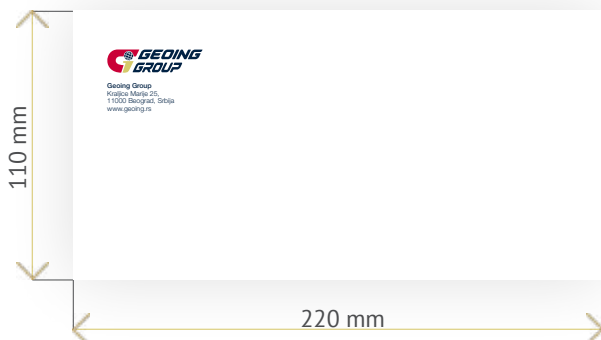 GEOING
GROUP
Geoing Group
Kraljice Marije 25,
11000 Beograd, Srbija
www.geoing.rs
110 mm
220 mm